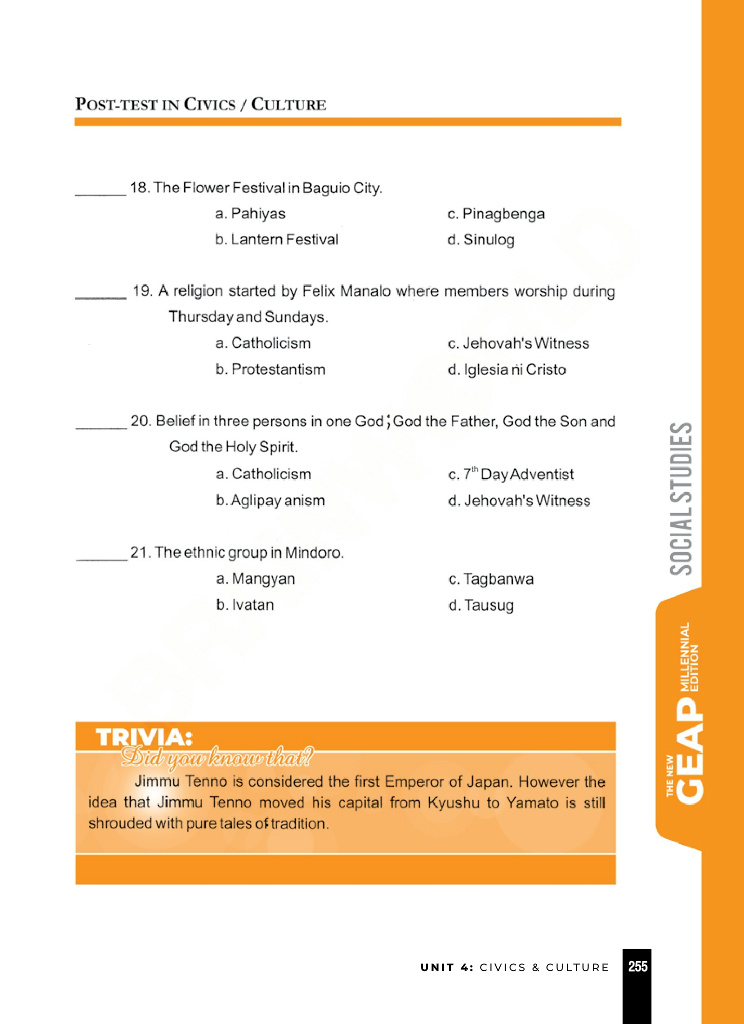 POST-TEST IN CIVICS / CULTURE
______ 18. The Flower Festival in Baguio City.
a. Pahiyas
c. Pinagbenga
b. Lantern Festival
d. Sinulog
______ 19. A religion started by Felix Manalo where members worship during
Thursday and Sundays.
a. Catholicism
c. Jehovah's Witness
b. Protestantism
d. Iglesia ni Cristo
______ 20. Belief in three persons in one God; God the Father, God the Son and
God the Holy Spirit.
a. Catholicism
c. 7th Day Adventist
b. Aglipay anism
d. Jehovah's Witness
______ 21. The ethnic group in Mindoro.
a. Mangyan
c. Tagbanwa
b. Ivatan
d. Tausug
SOCIAL STUDIES
THE NEW
GEAP
MILLENNIAL
EDITION
TRIVIA:
Did you know that?
Jimmu Tenno is considered the first Emperor of Japan. However the
idea that Jimmu Tenno moved his capital from Kyushu to Yamato is still
shrouded with pure tales of tradition.
UNIT 4: CIVICS & CULTURE 255